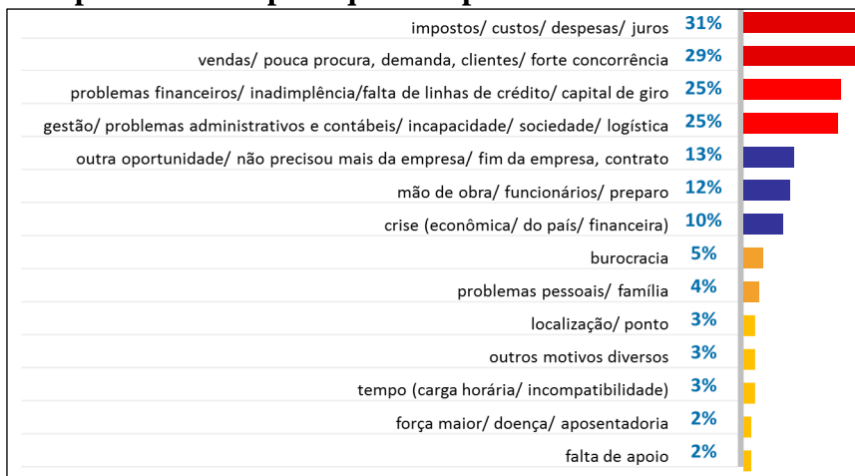 impostos/ custos/ despesas/ juros 31%
vendas/ pouca procura, demanda, clientes/ forte concorrência 29%
problemas financeiros/ inadimplência/falta de linhas de crédito/ capital de giro 25%
gestão/ problemas administrativos e contábeis/ incapacidade/ sociedade/ logística 25%
outra oportunidade/ não precisou mais da empresa/ fim da empresa, contrato 13%
mão de obra/ funcionários/ preparo 12%
crise (econômica/ do país/ financeira) 10%
burocracia 5%
problemas pessoais/ família 4%
localização/ ponto 3%
outros motivos diversos 3%
tempo (carga horária/ incompatibilidade) 3%
força maior/ doença/ aposentadoria 2%
falta de apoio 2%